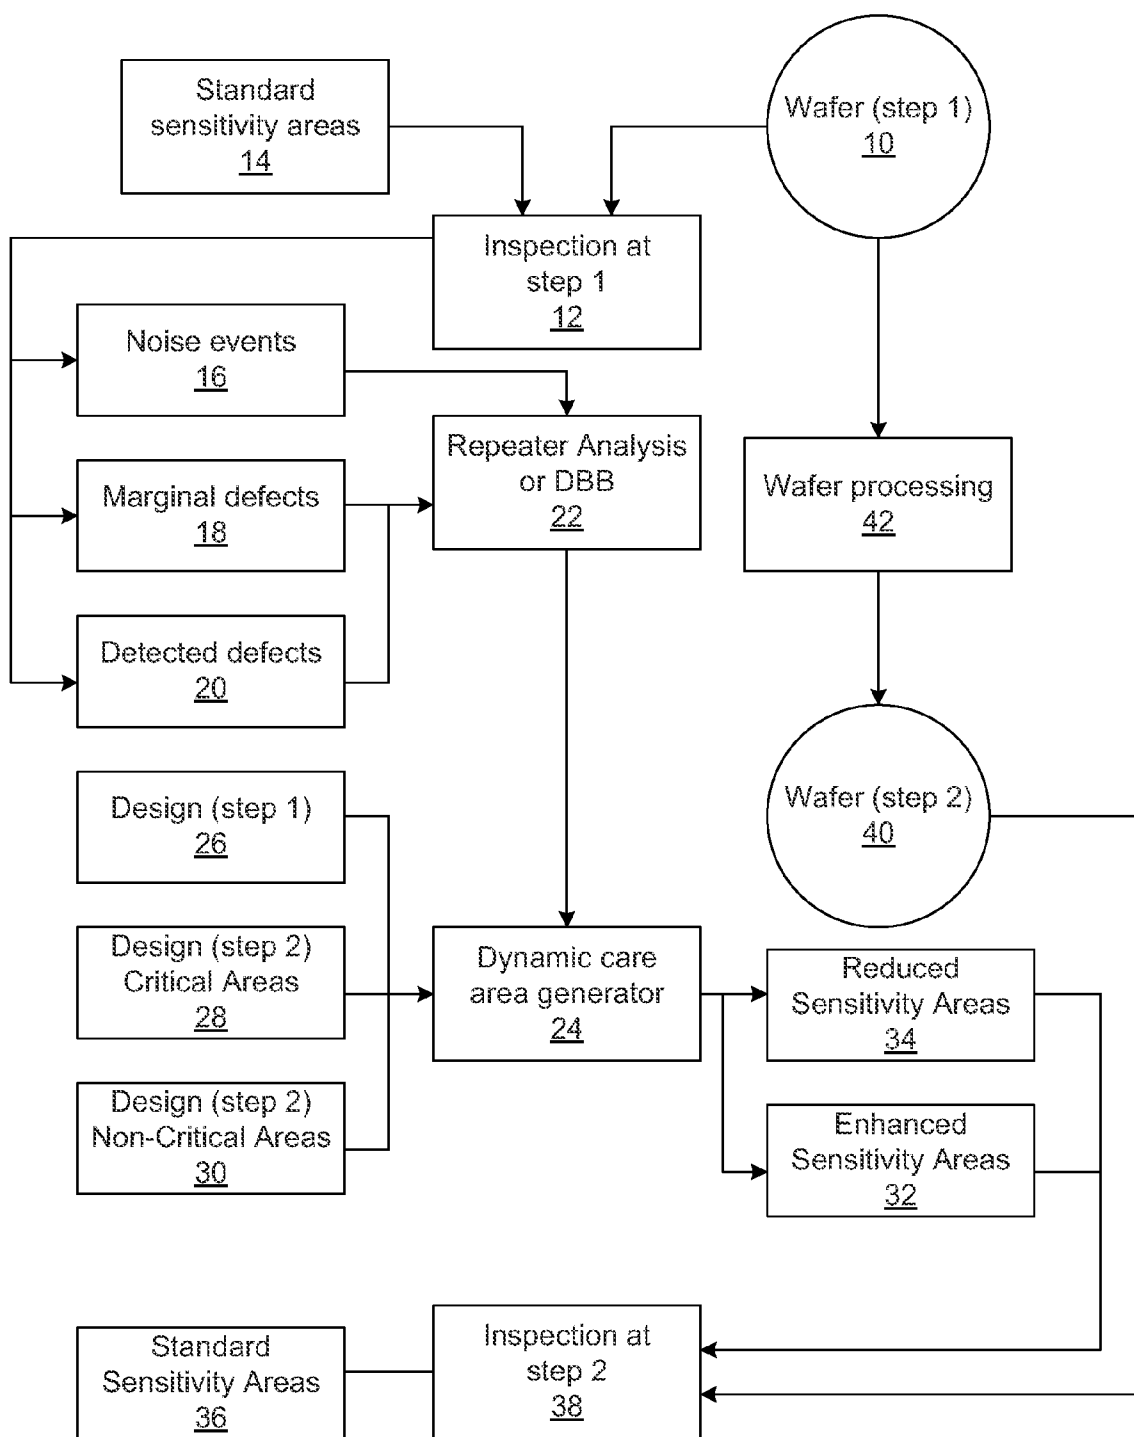 Standard
sensitivity areas
14
Wafer (step 1)
10
Inspection at
step 1
12
Noise events
16
Repeater Analysis
or DBB
22
Marginal defects
18
Wafer processing
42
Detected defects
20
Design (step 1)
26
Wafer (step 2)
40
Design (step 2)
Critical Areas
28
Dynamic care
area generator
24
Reduced
Sensitivity Areas
34
Design (step 2)
Non-Critical Areas
30
Enhanced
Sensitivity Areas
32
Standard
Sensitivity Areas
36
Inspection at
step 2
38